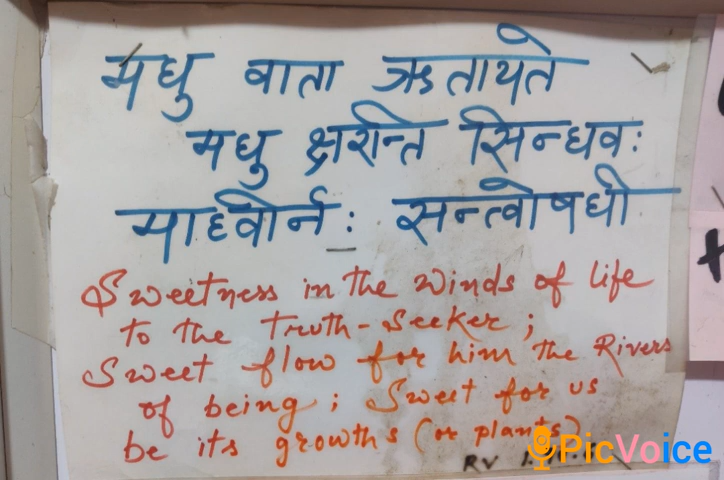 मधु वाता ऋतायते
मधु क्षरन्ति सिन्धवः
मार्ध्वीर्नः सन्त्वोषधी
Sweetness in the winds of life
to the truth-seeker;
Sweet flow for him the Rivers
of being; Sweet for us
be its growths (or plants)
RV
PicVoice